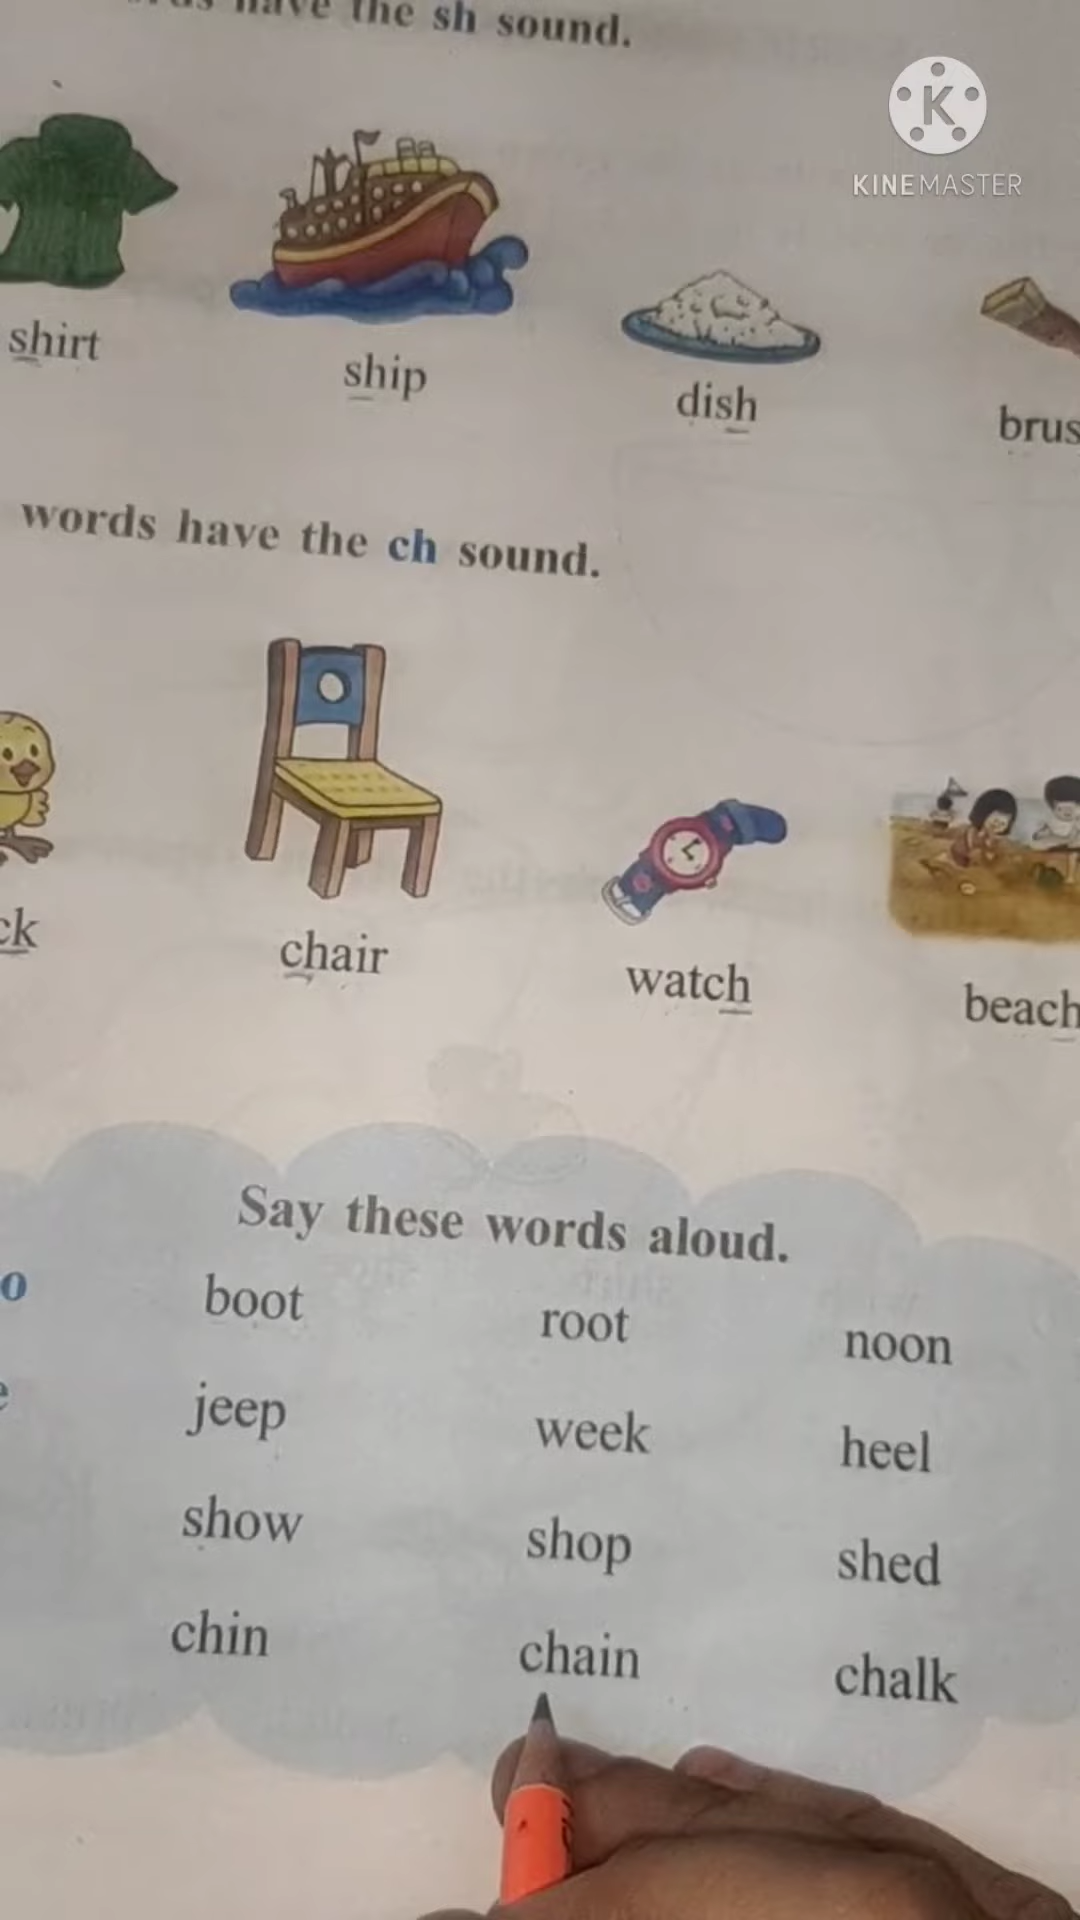 have the sh sound.
KINEMASTER
shirt
ship
dish
brus
words have the ch sound.
ck
chair
watch
beach
Say these words aloud.
o boot root noon
e jeep week heel
show shop shed
chin chain chalk